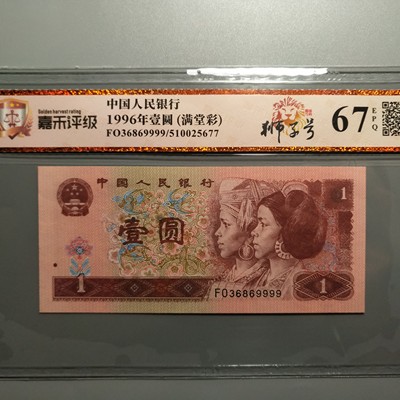 Golden harvest rating
嘉禾评级
中国人民银行
1996年壹圆 (满堂彩)
FO36869999/510025677
狮子号
67 EPQ
中国人民银行
1
壹圆
1
FO36869999
1